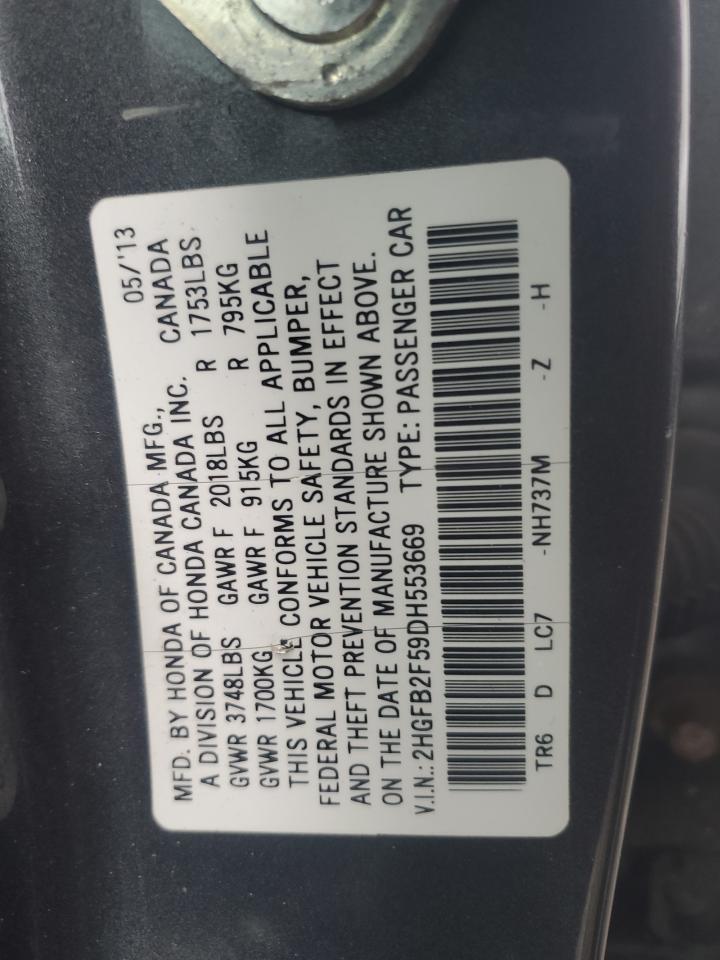 05/'13
MFD. BY HONDA OF CANADA MFG.,
A DIVISION OF HONDA CANADA INC. CANADA
GVWR 3748LBS GAWR F 2018LBS R 1753LBS
GVWR 1700KG GAWR F 915KG R 795KG
THIS VEHICLE CONFORMS TO ALL APPLICABLE
FEDERAL MOTOR VEHICLE SAFETY, BUMPER,
AND THEFT PREVENTION STANDARDS IN EFFECT
ON THE DATE OF MANUFACTURE SHOWN ABOVE.
V.I.N.: 2HGFB2F59DH553669 TYPE: PASSENGER CAR
TR6 D LC7 -NH737M -Z -H